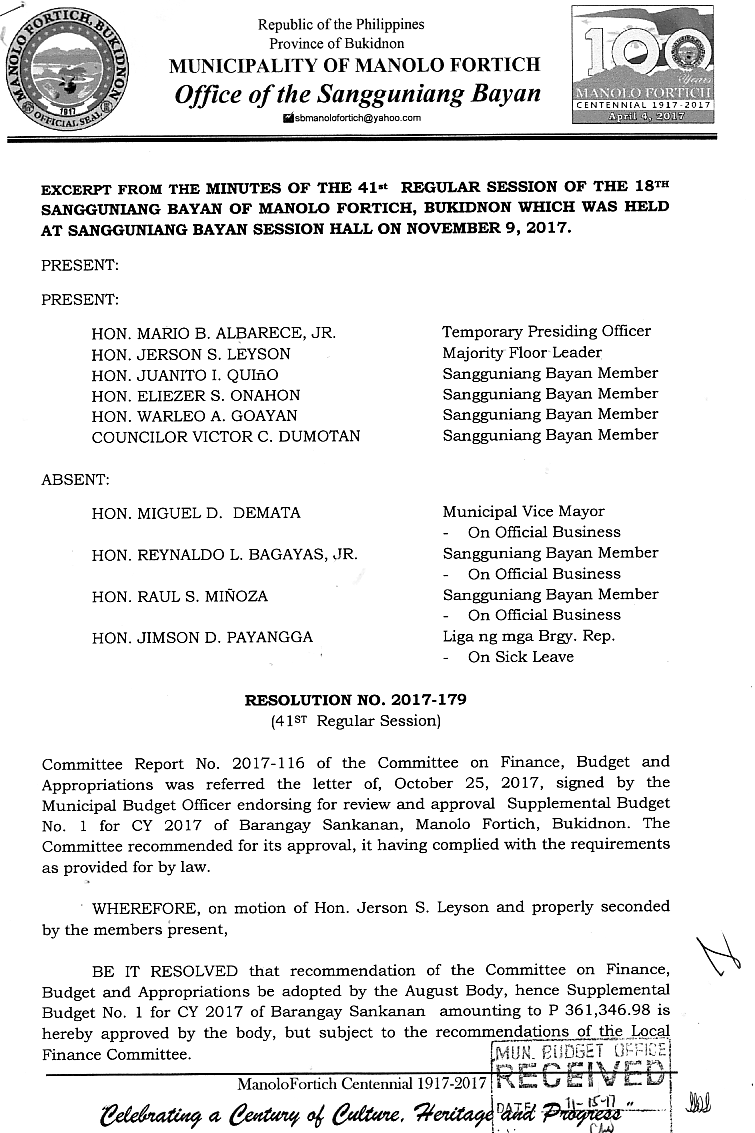 MANOLO FORTICH, BUKIDNON
1917
OFFICIAL SEAL
Republic of the Philippines
Province of Bukidnon
MUNICIPALITY OF MANOLO FORTICH
Office of the Sangguniang Bayan
sbmanolofortich@yahoo.com
100
Years
MANOLO FORTICH
CENTENNIAL 1917-2017
April 4, 2017
EXCERPT FROM THE MINUTES OF THE 41st REGULAR SESSION OF THE 18TH
SANGGUNIANG BAYAN OF MANOLO FORTICH, BUKIDNON WHICH WAS HELD
AT SANGGUNIANG BAYAN SESSION HALL ON NOVEMBER 9, 2017.
PRESENT:
PRESENT:
HON. MARIO B. ALBARECE, JR. Temporary Presiding Officer
HON. JERSON S. LEYSON Majority Floor Leader
HON. JUANITO I. QUIñO Sangguniang Bayan Member
HON. ELIEZER S. ONAHON Sangguniang Bayan Member
HON. WARLEO A. GOAYAN Sangguniang Bayan Member
COUNCILOR VICTOR C. DUMOTAN Sangguniang Bayan Member
ABSENT:
HON. MIGUEL D. DEMATA Municipal Vice Mayor
- On Official Business
HON. REYNALDO L. BAGAYAS, JR. Sangguniang Bayan Member
- On Official Business
HON. RAUL S. MIÑOZA Sangguniang Bayan Member
- On Official Business
HON. JIMSON D. PAYANGGA Liga ng mga Brgy. Rep.
- On Sick Leave
RESOLUTION NO. 2017-179
(41ST Regular Session)
Committee Report No. 2017-116 of the Committee on Finance, Budget and
Appropriations was referred the letter of, October 25, 2017, signed by the
Municipal Budget Officer endorsing for review and approval Supplemental Budget
No. 1 for CY 2017 of Barangay Sankanan, Manolo Fortich, Bukidnon. The
Committee recommended for its approval, it having complied with the requirements
as provided for by law.
WHEREFORE, on motion of Hon. Jerson S. Leyson and properly seconded
by the members present,
BE IT RESOLVED that recommendation of the Committee on Finance,
Budget and Appropriations be adopted by the August Body, hence Supplemental
Budget No. 1 for CY 2017 of Barangay Sankanan amounting to P 361,346.98 is
hereby approved by the body, but subject to the recommendations of the Local
Finance Committee.
MUN. BUDGET OFFICE
RECEIVED
DATE 11-15-17
ManoloFortich Centennial 1917-2017
Celebrating a Century of Culture, Heritage and Progress"